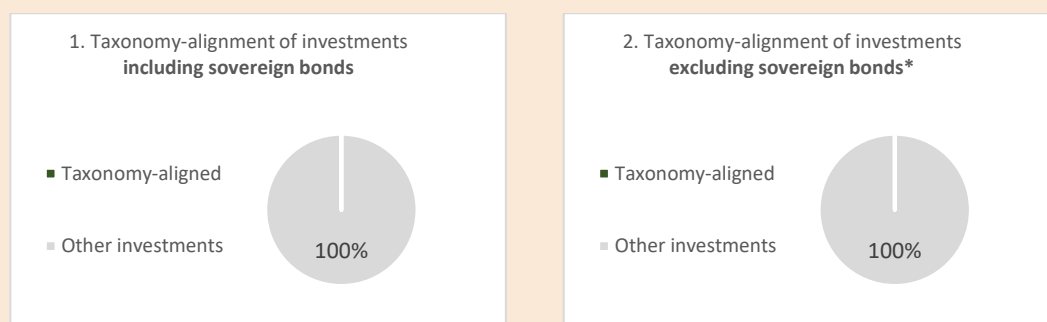 1. Taxonomy-alignment of investments
including sovereign bonds
Taxonomy-aligned
Other investments
100%
2. Taxonomy-alignment of investments
excluding sovereign bonds*
Taxonomy-aligned
Other investments
100%